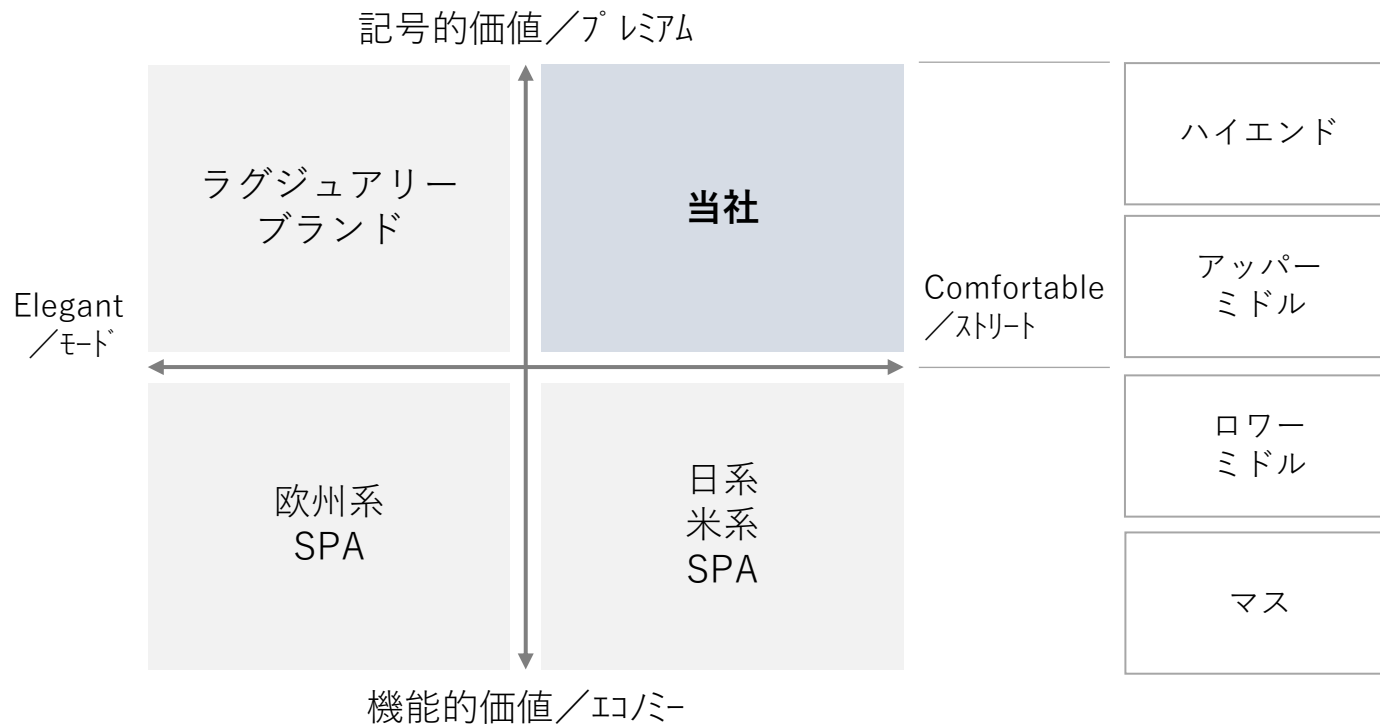 記号的価値／ﾌﾟﾚﾐｱﾑ
ラグジュアリー
ブランド
当社
ハイエンド
アッパー
ミドル
Elegant
／ﾓｰﾄﾞ
Comfortable
／ｽﾄﾘｰﾄ
欧州系
SPA
日系
米系
SPA
ロワー
ミドル
マス
機能的価値／ｴｺﾉﾐｰ